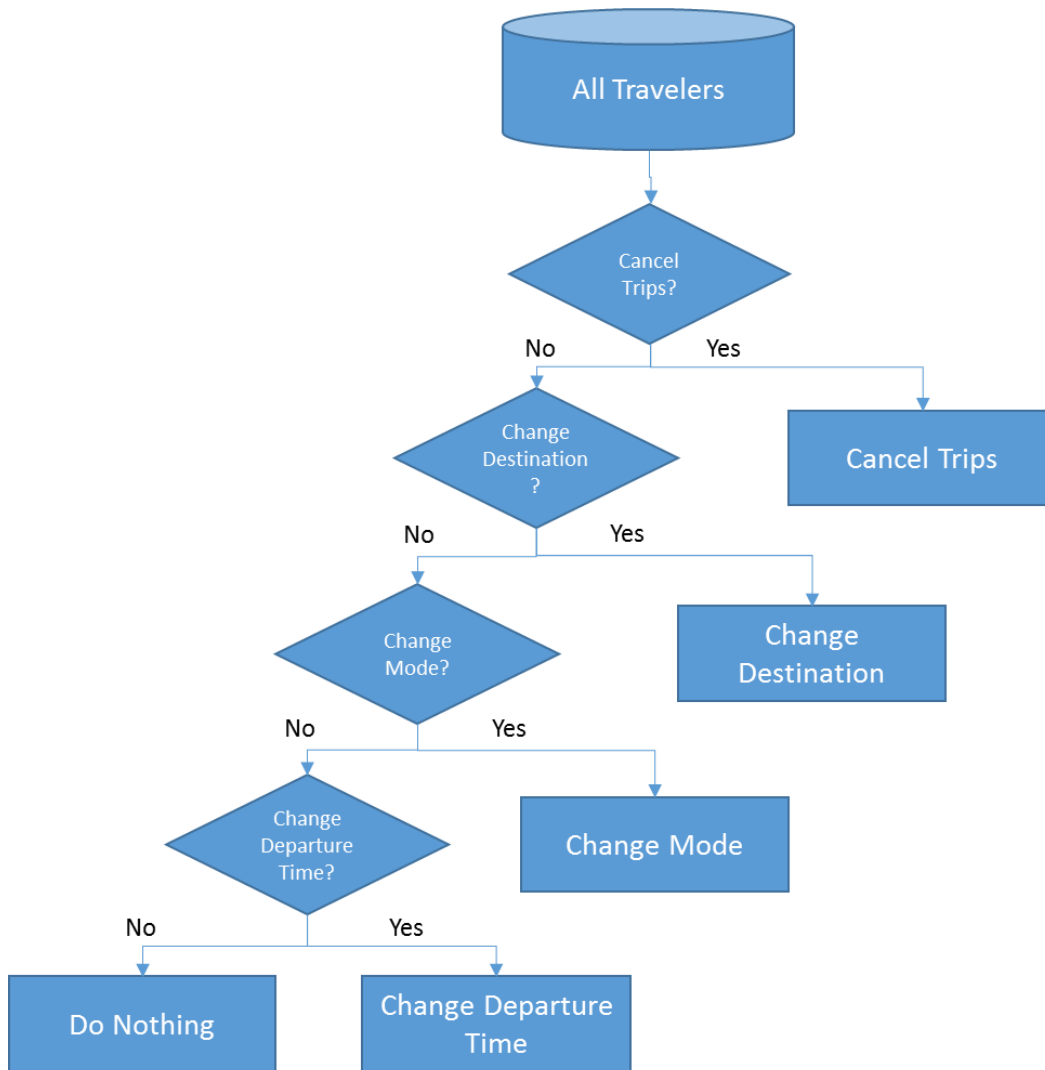 All Travelers
Cancel
Trips?
No
Yes
Change
Destination
?
Cancel Trips
No
Yes
Change
Mode?
Change
Destination
No
Yes
Change
Departure
Time?
Change Mode
No
Yes
Do Nothing
Change Departure
Time